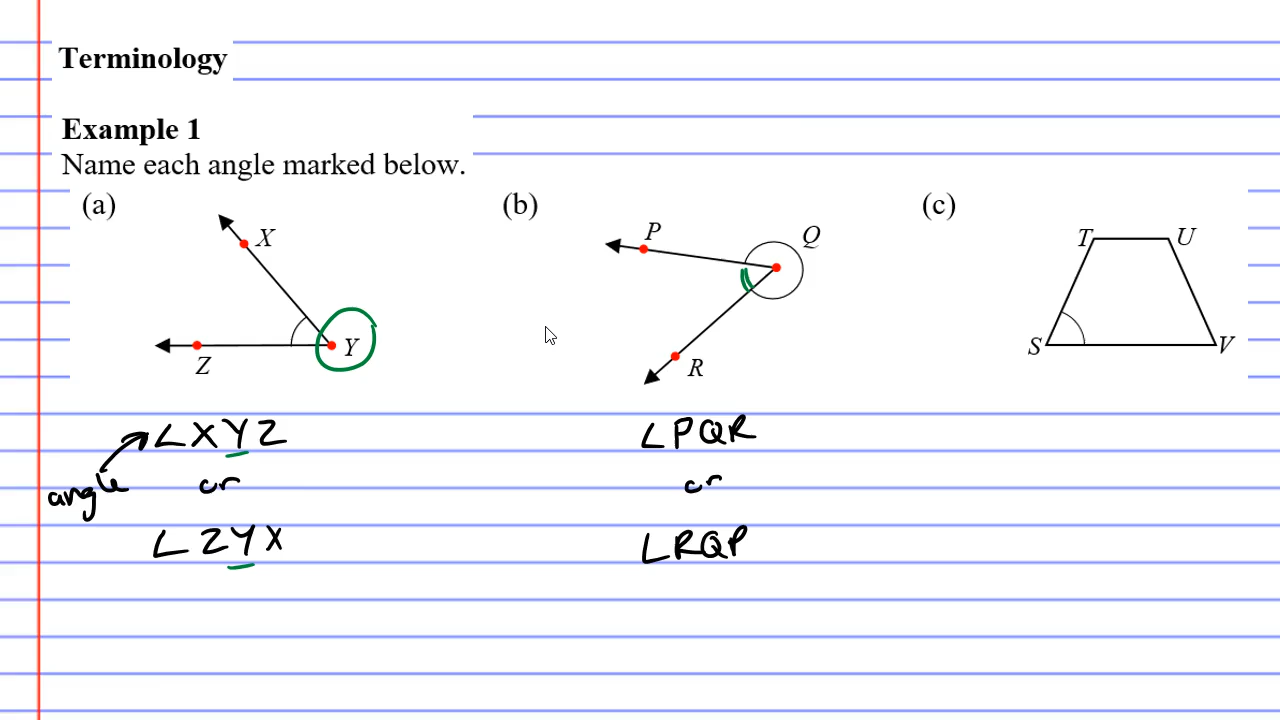 Terminology
Example 1
Name each angle marked below.
(a)
X
Z
Y
(b)
P
Q
R
(c)
T
U
S
V
angle
∠XYZ
or
∠ZYX
∠PQR
or
∠RQP